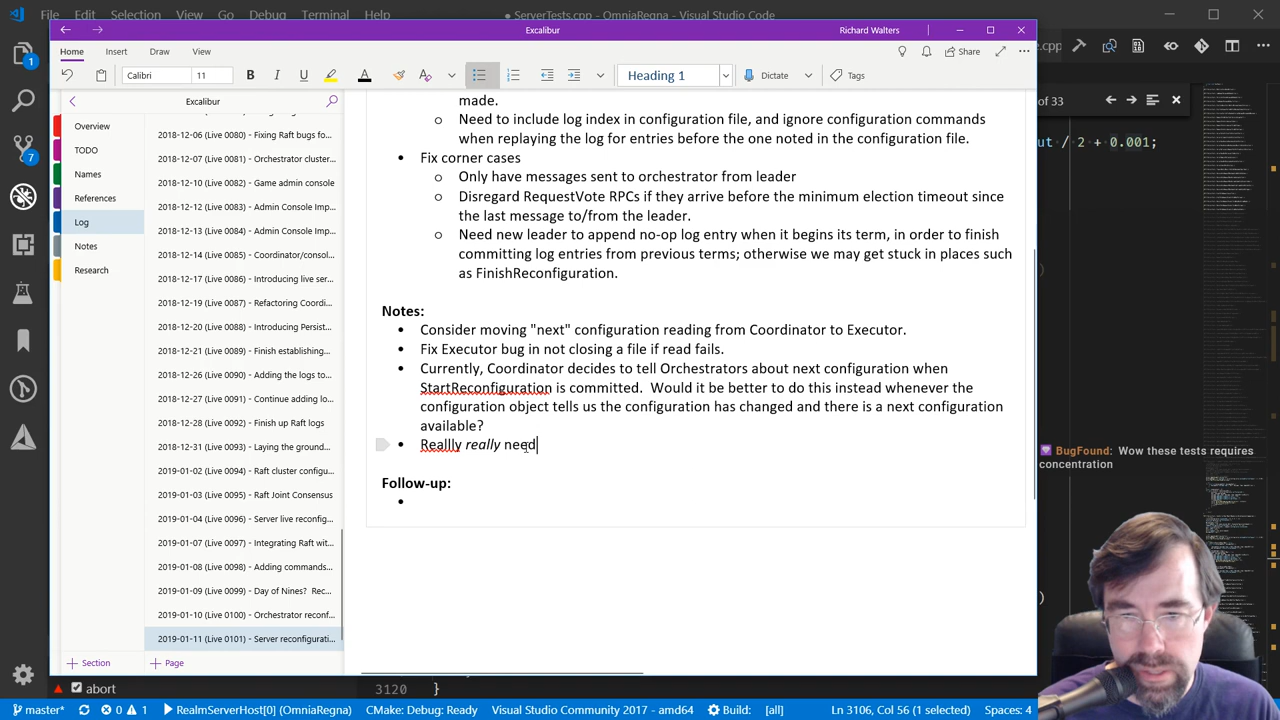 ServerTests.cpp - OmniaRegna
Excalibur
Richard Walters
Home
Insert
Draw
View
Share
Calibri
11
B
I
U
A
Heading 1
Dictate
Tags
Excalibur
Overview
TODO
Names
References
Log
Notes
Research
2018-12-06 (Live 0080) - Fixing Raft bugs fo...
2018-12-07 (Live 0081) - Orchestrator cluster...
2018-12-10 (Live 0082) - Game admin console
2018-12-12 (Live 0083) - Admin Console Imp...
2018-12-13 (Live 0084) - Admin Console...
2018-12-14 (Live 0085) - Coordinator/consol...
2018-12-17 (Live 0086) - Introducing live ser...
2018-12-19 (Live 0087) - Refactoring Coordi...
2018-12-20 (Live 0088) - Introducing Persist...
2018-12-21 (Live 0089) - Finish establishing...
2018-12-26 (Live 0090) - Adding the logs to...
2018-12-27 (Live 0091) - Continue adding lo...
2018-12-28 (Live 0092) - Finish up Raft logs
2018-12-31 (Live 0093) - Laying the ground...
2019-01-02 (Live 0094) - Raft cluster configu...
2019-01-03 (Live 0095) - Raft Joint Consensus
2019-01-04 (Live 0096) - Server live reconfig...
2019-01-07 (Live 0097) - Integrating Raft wit...
2019-01-08 (Live 0098) - Adding commands...
2019-01-09 (Live 0099) - Day of Nines? Rec...
2019-01-10 (Live 0100) - Orchestrator reconf...
2019-01-11 (Live 0101) - Server reconfigurati...
+ Section
+ Page
made.
○ Need to have log index in configuration file, and ignore configuration commands
when reading the log for entries before the one noted in the configuration.
• Fix corner cases
○ Only have messages sent to orchestrator from leader.
○ Disregard RequestVote RPCs if they arrive before the minimum election timeout since
the last message to/from the leader.
○ Need new leader to append no-op log entry when it begins its term, in order to finish
committing log entries from previous terms; otherwise we may get stuck in places such
as FinishReconfiguration.
Notes:
• Consider moving "next" configuration reading from Coordinator to Executor.
• Fix Executor bug in not closing a file if read fails.
• Currently, Coordinator decides to tell Orchestrators about next configuration when
StartReconfiguration is committed. Would it be better to do this instead whenever the
configuration object tells us the configuration has changed and there is a next configuration
available?
• Reallly really need
Follow-up:
•
.cpp
of 33
ut / 2 + 0.001;
BugFound: Wow these tests requires
concentration
1
7
abort
3120 }
master*
0 1
RealmServerHost[0] (OmniaRegna)
CMake: Debug: Ready
Visual Studio Community 2017 - amd64
Build:
[all]
Ln 3106, Col 56 (1 selected)
Spaces: 4